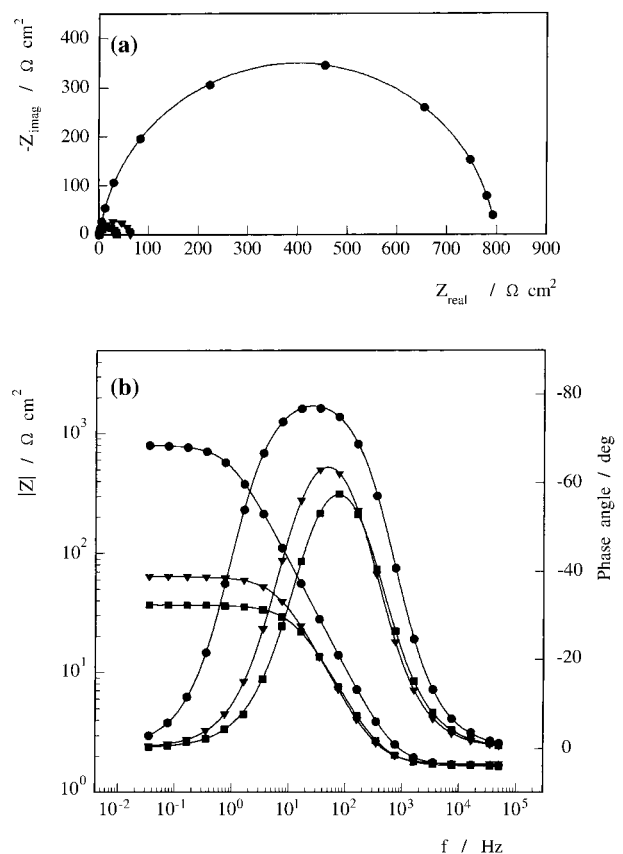 (a)
-Z_imag / Ω cm²
400
300
200
100
0
0 100 200 300 400 500 600 700 800 900
Z_real / Ω cm²
(b)
|Z| / Ω cm²
10³
10²
10¹
10⁰
Phase angle / deg
-80
-60
-40
-20
0
10⁻² 10⁻¹ 10⁰ 10¹ 10² 10³ 10⁴ 10⁵
f / Hz